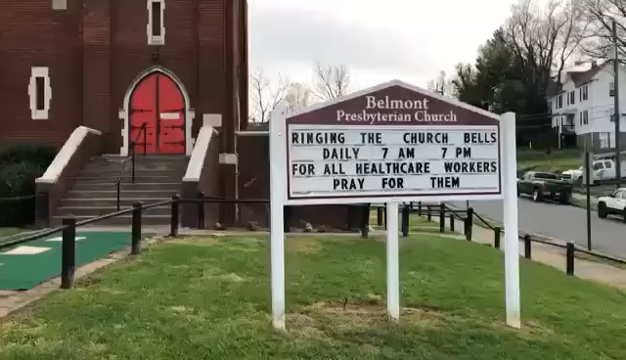 Belmont
Presbyterian Church
RINGING THE CHURCH BELLS
DAILY 7 AM 7 PM
FOR ALL HEALTHCARE WORKERS
PRAY FOR THEM